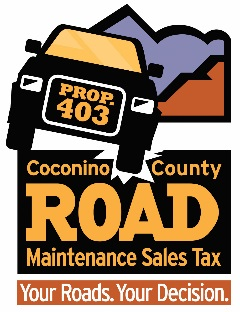 PROP.
403
Coconino County
ROAD
Maintenance Sales Tax
Your Roads. Your Decision.